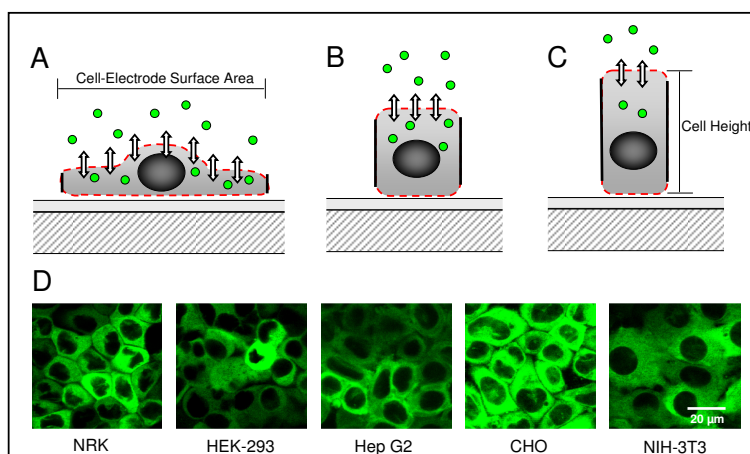 A
B
C
Cell-Electrode Surface Area
Cell Height
D
20 µm
NRK
HEK-293
Hep G2
CHO
NIH-3T3